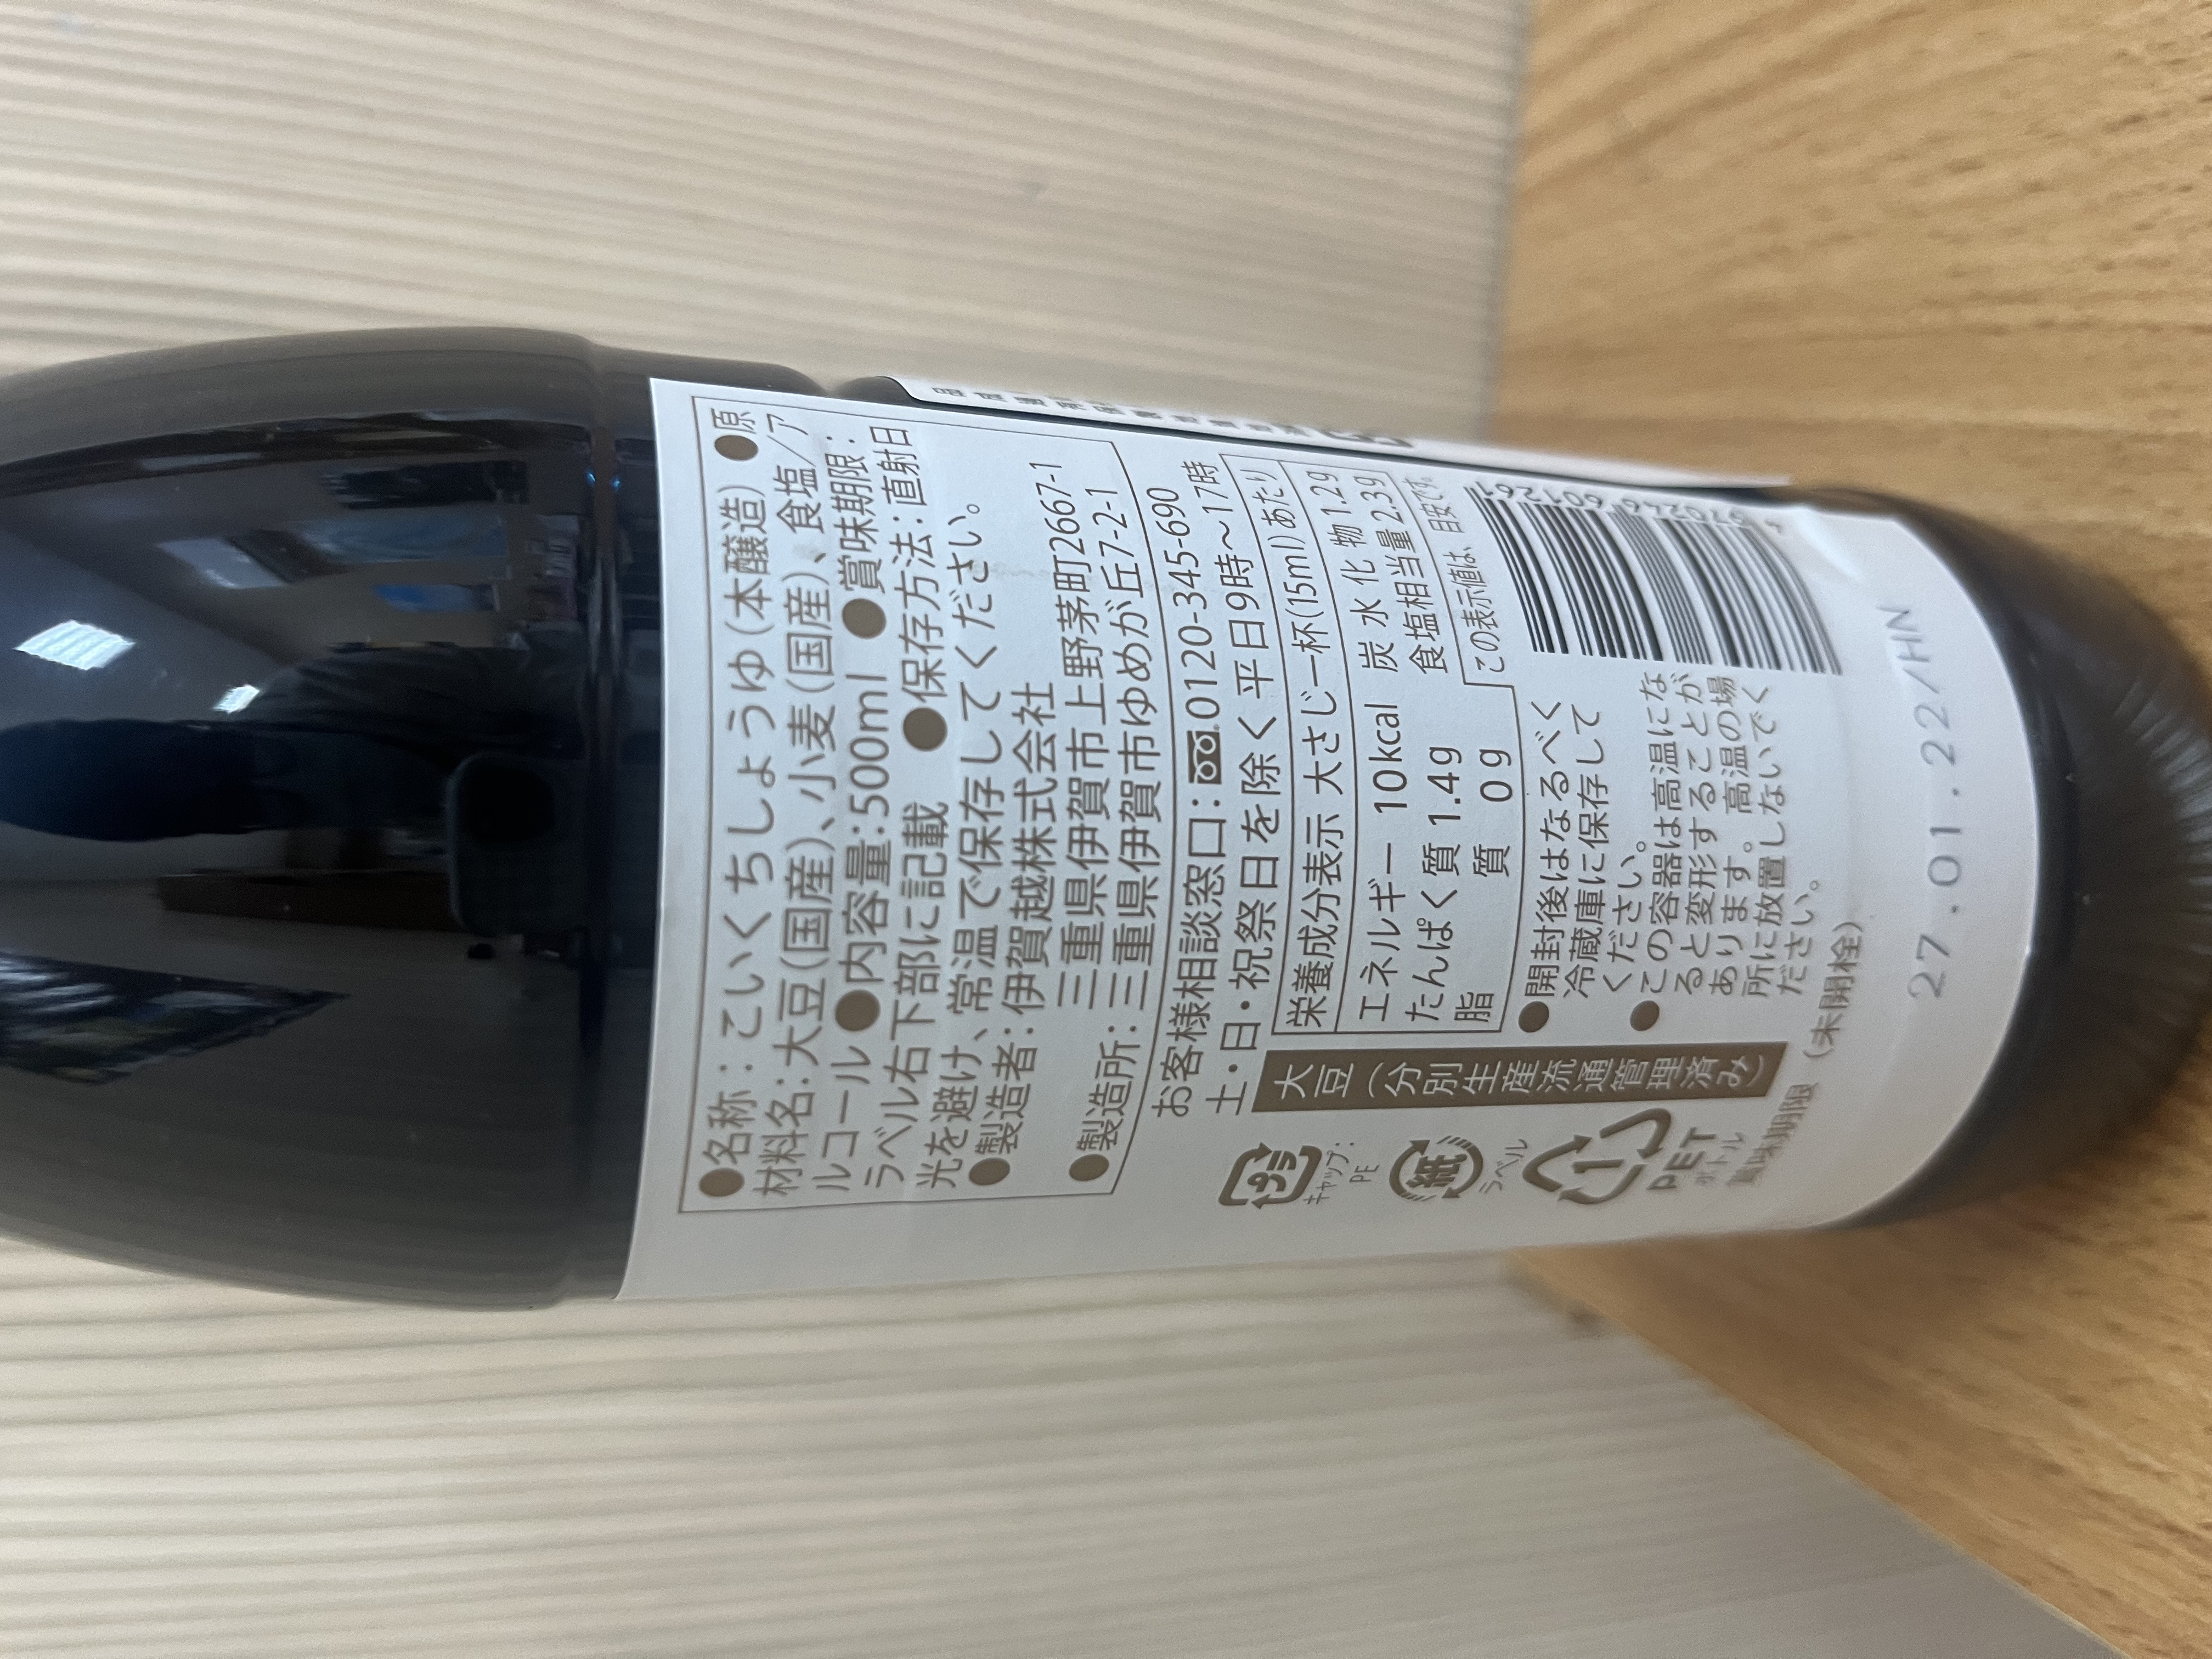 ●名称：こいくちしょうゆ(本醸造) ●原
材料名：大豆(国産)、小麦(国産)、食塩/ア
ルコール ●内容量：500ml ●賞味期限：
ラベル右下部に記載 ●保存方法：直射日
光を避け、常温で保存してください。
●製造者：伊賀越株式会社
三重県伊賀市上野茅町2667-1
●製造所：三重県伊賀市ゆめが丘7-2-1
お客様相談窓口：0120-345-690
土・日・祝祭日を除く 平日9時〜17時
栄養成分表示 大さじ一杯(15ml)あたり
エネルギー 10kcal 炭水化物 1.2g
たんぱく質 1.4g 食塩相当量 2.3g
脂質 0g この表示値は、目安です。
大豆(分別生産流通管理済み)
●開封後はなるべく
冷蔵庫に保存して
ください。
●この容器は高温にな
ると変形することが
あります。高温の場
所に放置しないでく
ださい。
4 970246 601261
キャップ：
PE
紙
ラベル
1
PET
ボトル
賞味期限 (未開栓)
27.01.22/HN